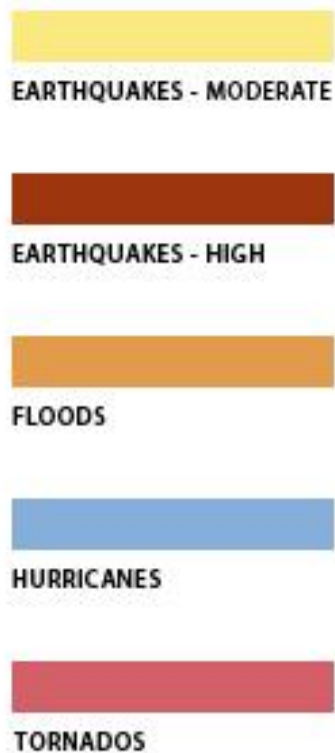 EARTHQUAKES - MODERATE
EARTHQUAKES - HIGH
FLOODS
HURRICANES
TORNADOS